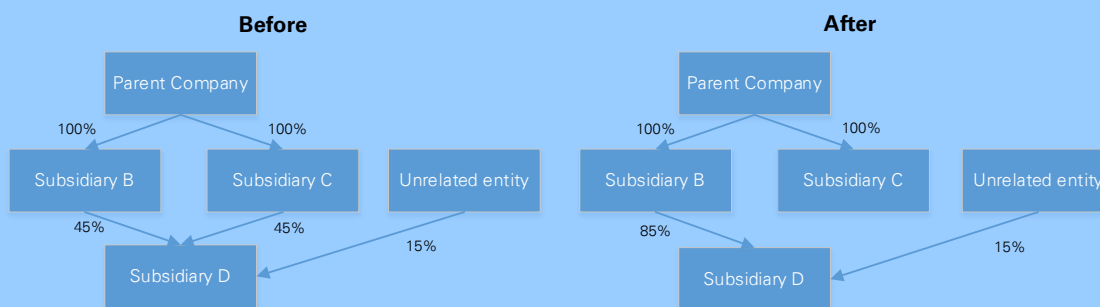 Before
Parent Company
100%
100%
Subsidiary B
Subsidiary C
Unrelated entity
45%
45%
15%
Subsidiary D
After
Parent Company
100%
100%
Subsidiary B
Subsidiary C
Unrelated entity
85%
15%
Subsidiary D